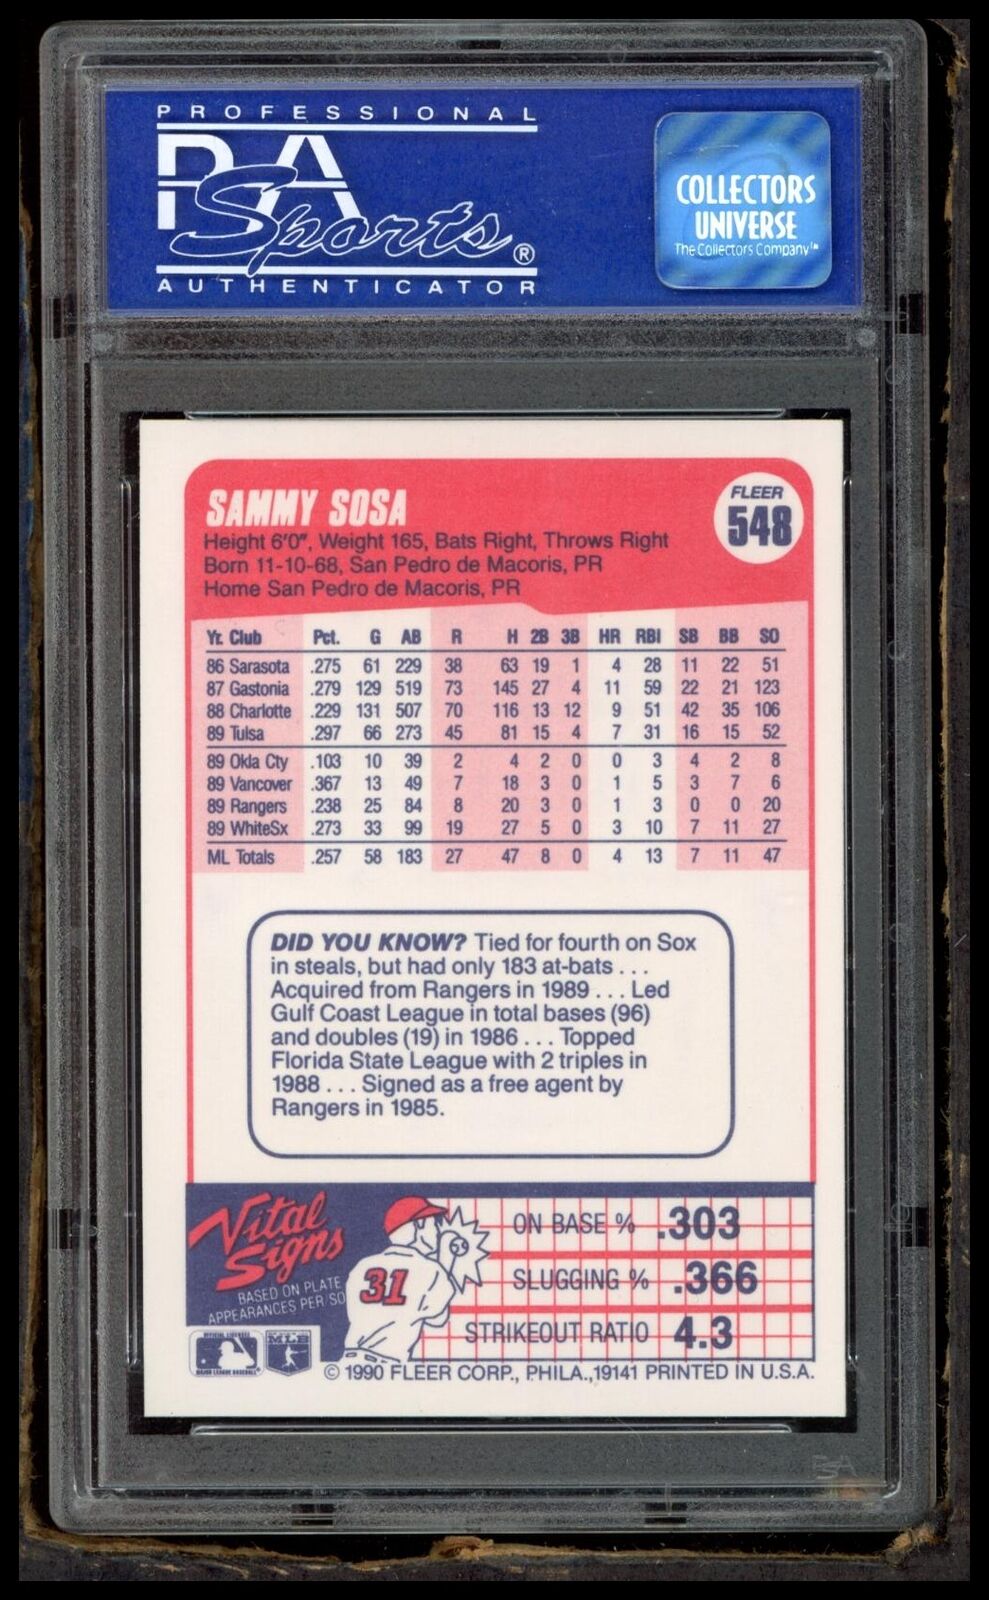 PROFESSIONAL
PSA
Sports®
AUTHENTICATOR
COLLECTORS
UNIVERSE
The Collectors Company™
SAMMY SOSA
FLEER
548
Height 6'0", Weight 165, Bats Right, Throws Right
Born 11-10-68, San Pedro de Macoris, PR
Home San Pedro de Macoris, PR
Yr. Club Pct. G AB R H 2B 3B HR RBI SB BB SO
86 Sarasota .275 61 229 38 63 19 1 4 28 11 22 51
87 Gastonia .279 129 519 73 145 27 4 11 59 22 21 123
88 Charlotte .229 131 507 70 116 13 12 9 51 42 35 106
89 Tulsa .297 66 273 45 81 15 4 7 31 16 15 52
89 Okla Cty .103 10 39 2 4 2 0 0 3 4 2 8
89 Vancover .367 13 49 7 18 3 0 1 5 3 7 6
89 Rangers .238 25 84 8 20 3 0 1 3 0 0 20
89 WhiteSx .273 33 99 19 27 5 0 3 10 7 11 27
ML Totals .257 58 183 27 47 8 0 4 13 7 11 47
DID YOU KNOW? Tied for fourth on Sox
in steals, but had only 183 at-bats . . .
Acquired from Rangers in 1989 . . . Led
Gulf Coast League in total bases (96)
and doubles (19) in 1986 . . . Topped
Florida State League with 2 triples in
1988 . . . Signed as a free agent by
Rangers in 1985.
Vital
Signs
BASED ON PLATE
APPEARANCES PER SO
31
ON BASE % .303
SLUGGING % .366
STRIKEOUT RATIO 4.3
OFFICIAL LICENSEE
MAJOR LEAGUE BASEBALL
MLB
© 1990 FLEER CORP., PHILA., 19141 PRINTED IN U.S.A.
PSA